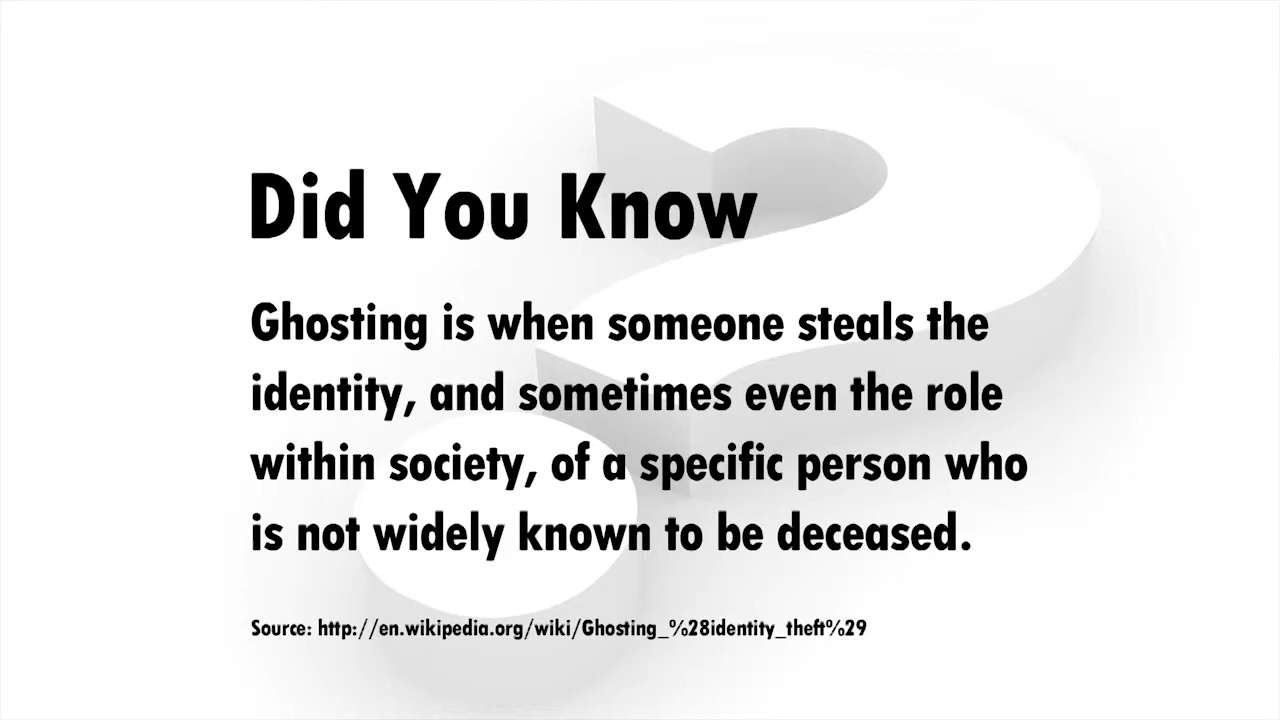 Did You Know
Ghosting is when someone steals the
identity, and sometimes even the role
within society, of a specific person who
is not widely known to be deceased.
Source: http://en.wikipedia.org/wiki/Ghosting_%28identity_theft%29